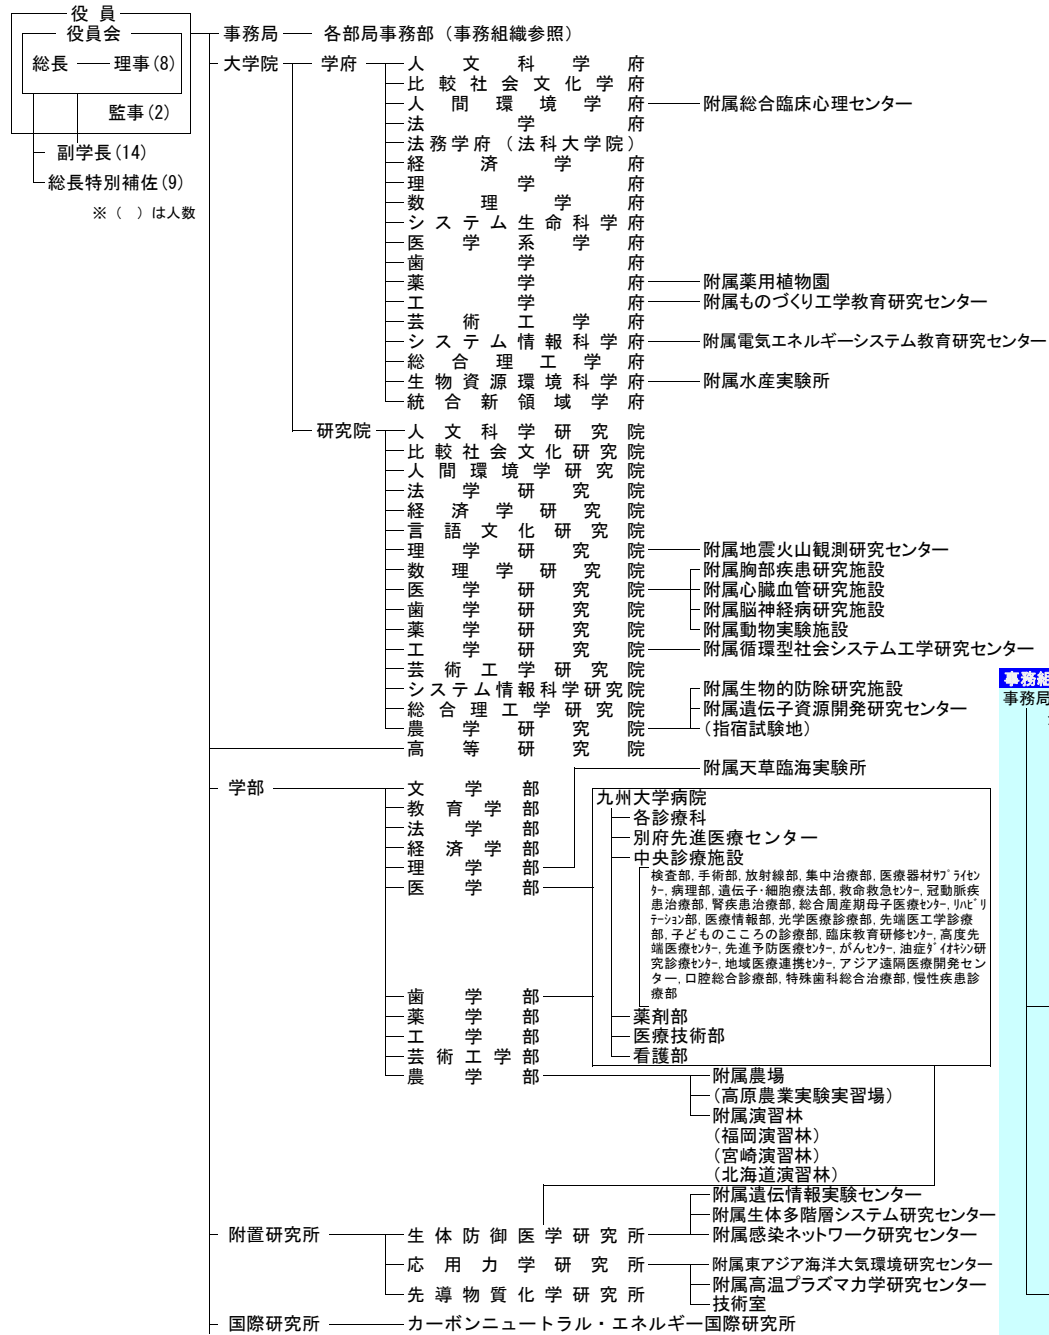 役 員
役員会
総長 理事(8)
監事(2)
副学長(14)
総長特別補佐(9)
※（ ）は人数
事務局 各部局事務部（事務組織参照）
大学院 学府 人文科学府
比較社会文化学府
人間環境学府 附属総合臨床心理センター
法学府
法務学府（法科大学院）
経済学府
理学府
数理学府
システム生命科学府
医学系学府
歯学府
薬学府 附属薬用植物園
工学府 附属ものづくり工学教育研究センター
芸術工学府
システム情報科学府 附属電気エネルギーシステム教育研究センター
総合理工学府
生物資源環境科学府 附属水産実験所
統合新領域学府
研究院 人文科学研究院
比較社会文化研究院
人間環境学研究院
法学研究院
経済学研究院
言語文化研究院
理学研究院 附属地震火山観測研究センター
数理学研究院 附属胸部疾患研究施設
医学研究院 附属心臓血管研究施設
歯学研究院 附属脳神経病研究施設
薬学研究院 附属動物実験施設
工学研究院 附属循環型社会システム工学研究センター
芸術工学研究院
システム情報科学研究院 附属生物的防除研究施設
総合理工学研究院 附属遺伝子資源開発研究センター
農学研究院 (指宿試験地)
高等研究院
附属天草臨海実験所
学部 文学部
教育学部
法学部
経済学部
理学部
医学部
九州大学病院
各診療科
別府先進医療センター
中央診療施設
検査部, 手術部, 放射線部, 集中治療部, 医療器材ｻﾌﾟﾗｲｾﾝ
ﾀｰ, 病理部, 遺伝子・細胞療法部, 救命救急ｾﾝﾀｰ, 冠動脈疾
患治療部, 腎疾患治療部, 総合周産期母子医療ｾﾝﾀｰ, ﾘﾊﾋﾞﾘ
ﾃｰｼｮﾝ部, 医療情報部, 光学医療診療部, 先端医工学診療
部, 子どものこころの診療部, 臨床教育研修ｾﾝﾀｰ, 高度先
端医療ｾﾝﾀｰ, 先進予防医療ｾﾝﾀｰ, がんｾﾝﾀｰ, 油症ﾀﾞｲｵｷｼﾝ研
究診療ｾﾝﾀｰ, 地域医療連携ｾﾝﾀｰ, アジア遠隔医療開発セン
ター, 口腔総合診療部, 特殊歯科総合治療部, 慢性疾患診
療部
薬剤部
医療技術部
看護部
歯学部
薬学部
工学部
芸術工学部
農学部 附属農場
(高原農業実験実習場)
附属演習林
(福岡演習林)
(宮崎演習林)
(北海道演習林)
附属遺伝情報実験センター
附属生体多階層システム研究センター
附置研究所 生体防御医学研究所 附属感染ネットワーク研究センター
応用力学研究所 附属東アジア海洋大気環境研究センター
附属高温プラズマ力学研究センター
先導物質化学研究所 技術室
国際研究所 カーボンニュートラル・エネルギー国際研究所
事務組
事務局